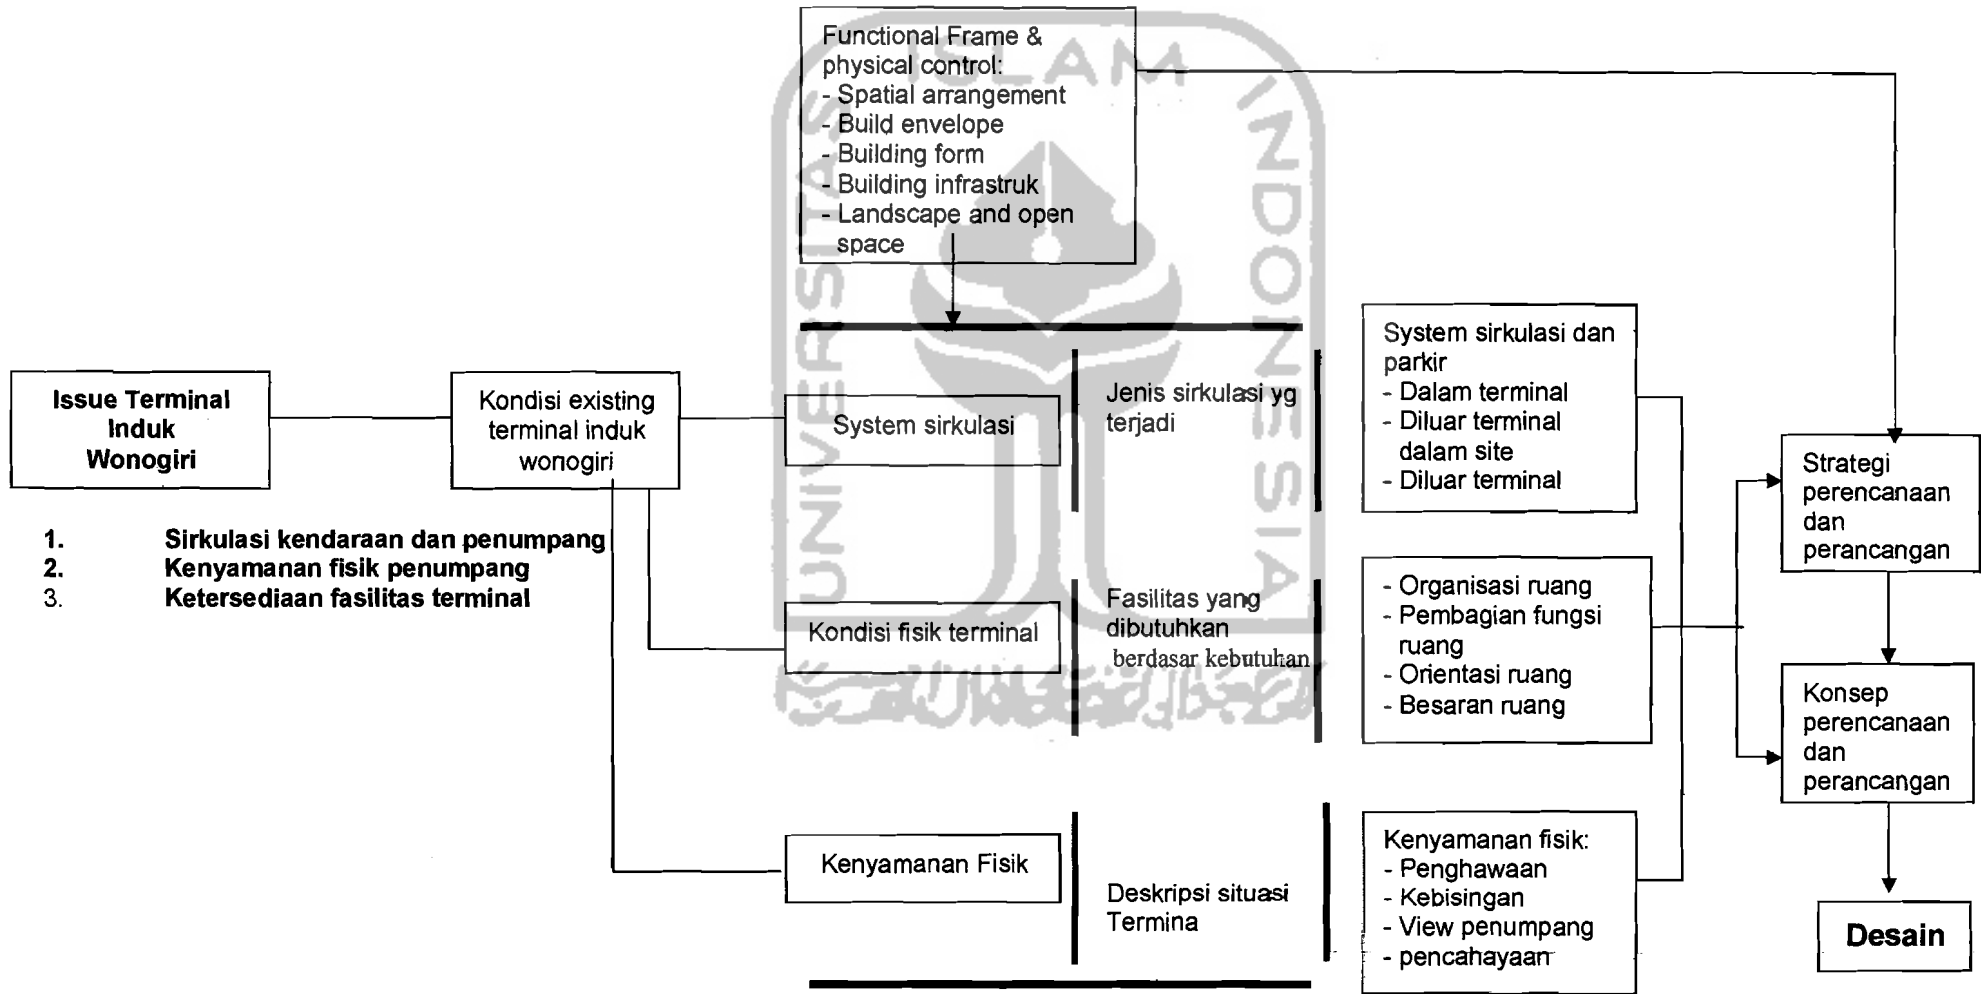 Functional Frame &
physical control:
- Spatial arrangement
- Build envelope
- Building form
- Building infrastruk
- Landscape and open
space
Issue Terminal
Induk
Wonogiri
1. Sirkulasi kendaraan dan penumpang
2. Kenyamanan fisik penumpang
3. Ketersediaan fasilitas terminal
Kondisi existing
terminal induk
wonogiri
System sirkulasi
Kondisi fisik terminal
Kenyamanan Fisik
Jenis sirkulasi yg
terjadi
Fasilitas yang
dibutuhkan
berdasar kebutuhan
Deskripsi situasi
Termina
System sirkulasi dan
parkir
- Dalam terminal
- Diluar terminal
dalam site
- Diluar terminal
- Organisasi ruang
- Pembagian fungsi
ruang
- Orientasi ruang
- Besaran ruang
Kenyamanan fisik:
- Penghawaan
- Kebisingan
- View penumpang
- pencahayaan
Strategi
perencanaan
dan
perancangan
Konsep
perencanaan
dan
perancangan
Desain
UNIVERSITAS
ISLAM
INDONESIA